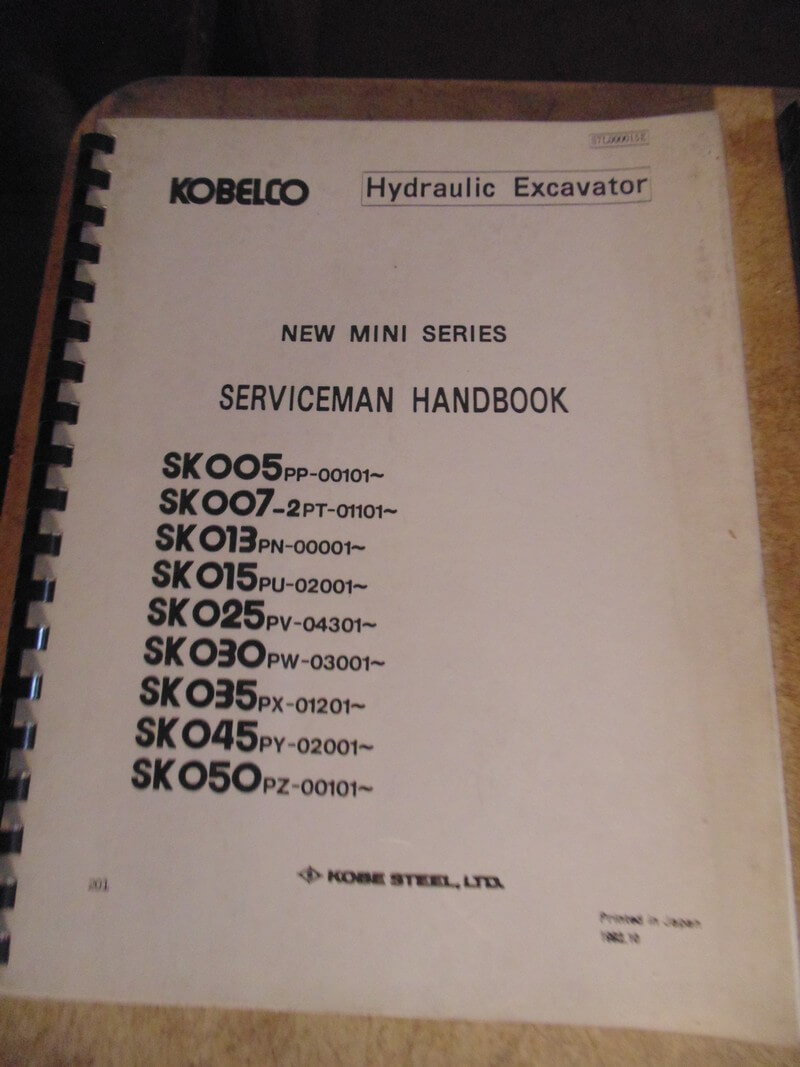 KOBELCO Hydraulic Excavator
NEW MINI SERIES
SERVICEMAN HANDBOOK
SK005PP-00101~
SK007-2PT-01101~
SK013PN-00001~
SK015PU-02001~
SK025PV-04301~
SK030PW-03001~
SK035PX-01201~
SK045PY-02001~
SK050PZ-00101~
201
KOBE STEEL, LTD.
Printed in Japan